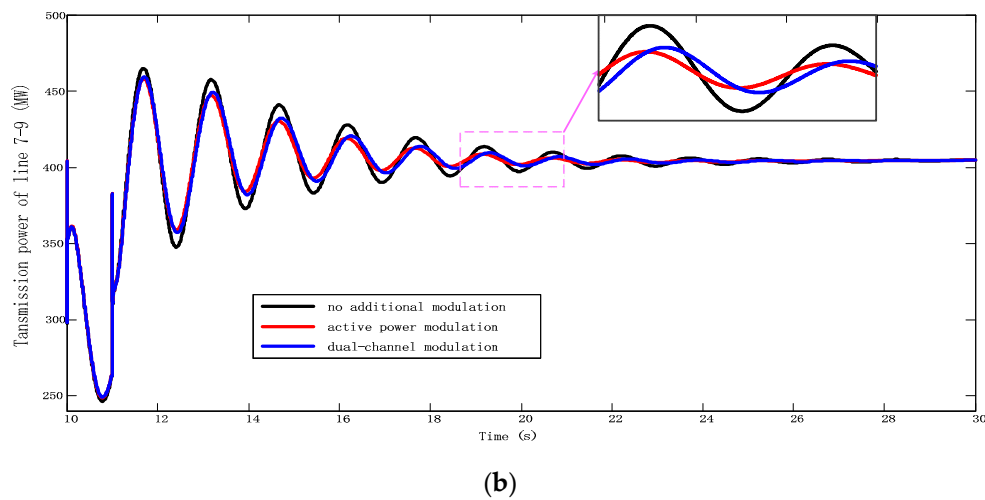 500
450
400
350
300
250
Tansmission power of line 7-9 (MW)
no additional modulation
active power modulation
dual-channel modulation
10 12 14 16 18 20 22 24 26 28 30
Time (s)
(b)